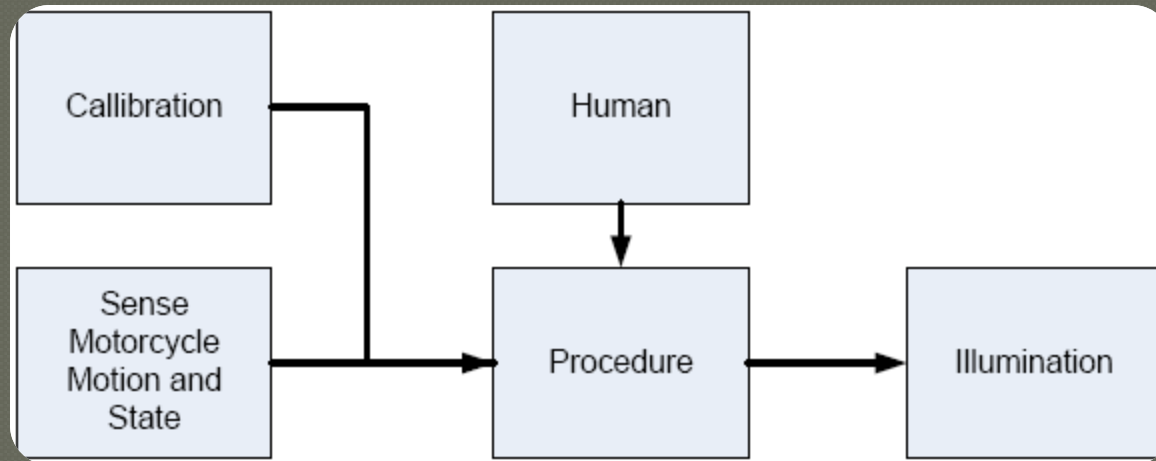 Callibration
Human
Sense
Motorcycle
Motion and
State
Procedure
Illumination